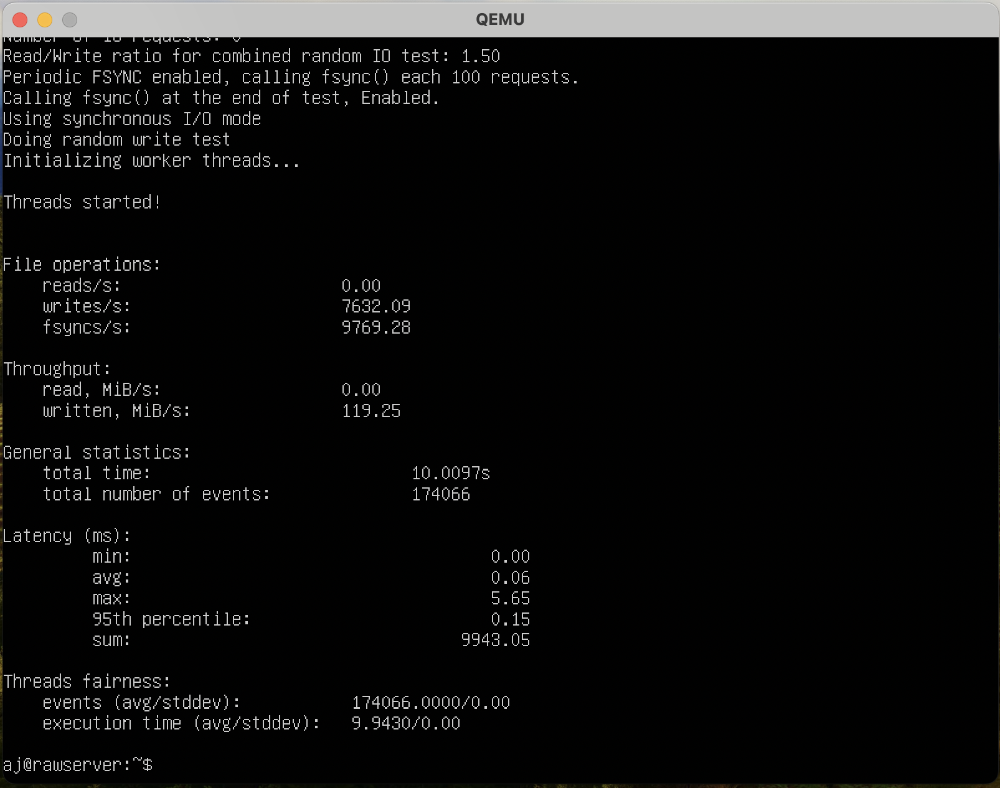 QEMU
Number of IO requests: 0
Read/Write ratio for combined random IO test: 1.50
Periodic FSYNC enabled, calling fsync() each 100 requests.
Calling fsync() at the end of test, Enabled.
Using synchronous I/O mode
Doing random write test
Initializing worker threads...
Threads started!
File operations:
reads/s: 0.00
writes/s: 7632.09
fsyncs/s: 9769.28
Throughput:
read, MiB/s: 0.00
written, MiB/s: 119.25
General statistics:
total time: 10.0097s
total number of events: 174066
Latency (ms):
min: 0.00
avg: 0.06
max: 5.65
95th percentile: 0.15
sum: 9943.05
Threads fairness:
events (avg/stddev): 174066.0000/0.00
execution time (avg/stddev): 9.9430/0.00
aj@rawserver:~$